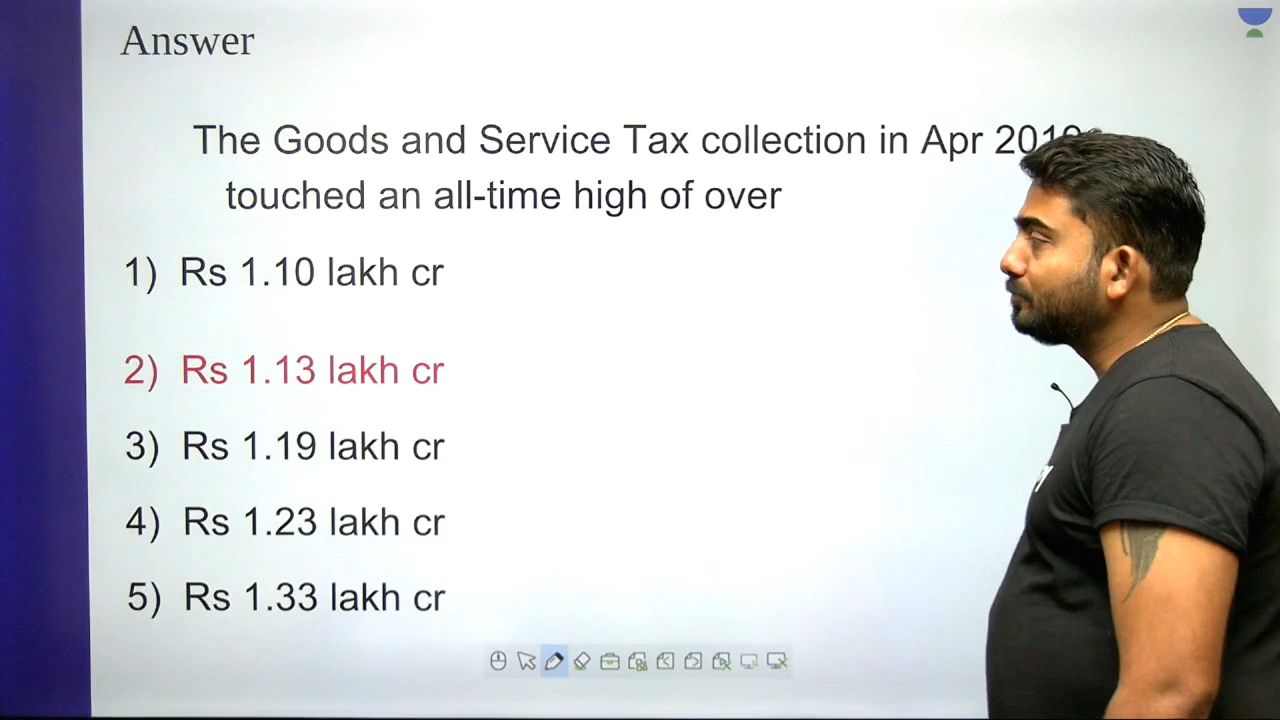 Answer
The Goods and Service Tax collection in Apr 2019
touched an all-time high of over
1) Rs 1.10 lakh cr
2) Rs 1.13 lakh cr
3) Rs 1.19 lakh cr
4) Rs 1.23 lakh cr
5) Rs 1.33 lakh cr